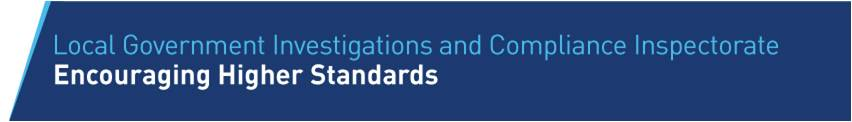 Local Government Investigations and Compliance Inspectorate
Encouraging Higher Standards